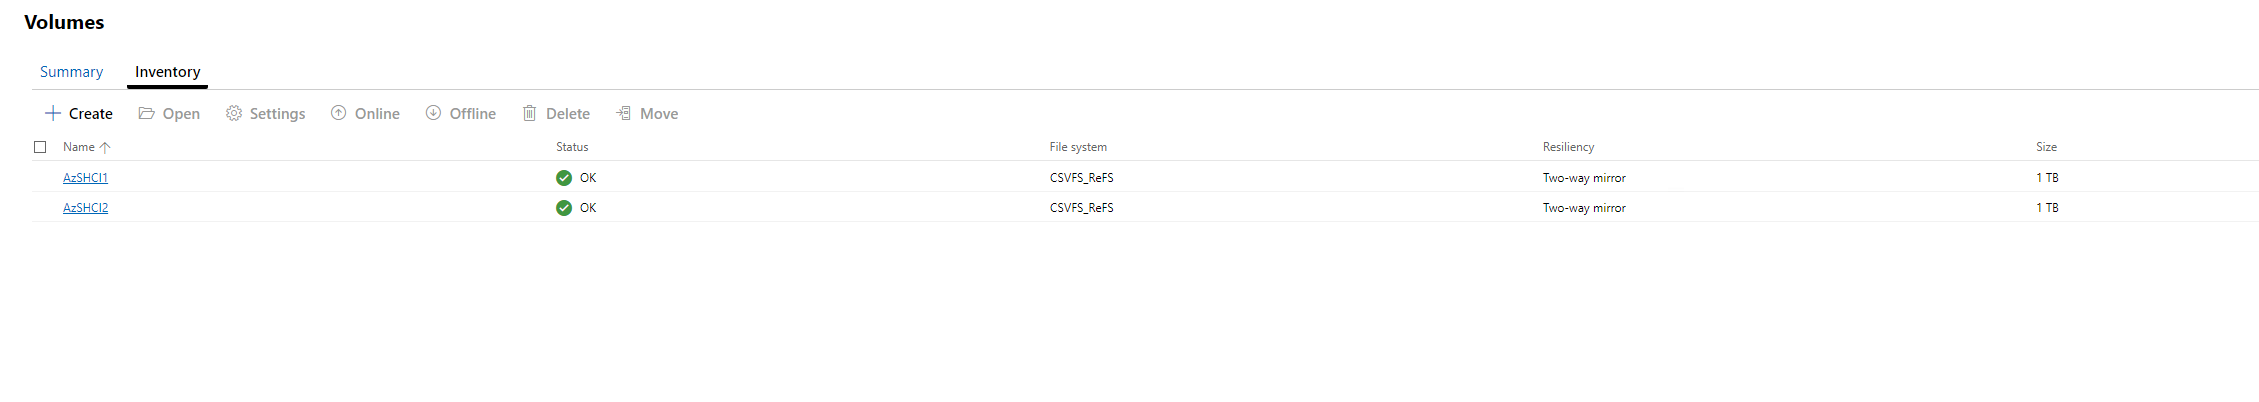 Volumes
Summary Inventory
Create Open Settings Online Offline Delete Move
Name Status File system Resiliency Size
AzSHCI1 OK CSVFS_ReFS Two-way mirror 1 TB
AzSHCI2 OK CSVFS_ReFS Two-way mirror 1 TB